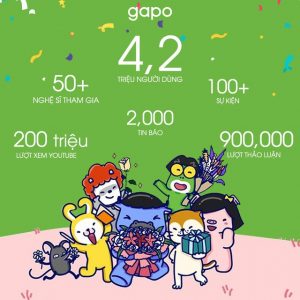 gapo
4,2
TRIỆU NGƯỜI DÙNG
50+
NGHỆ SĨ THAM GIA
100+
SỰ KIỆN
2,000
TIN BÁO
200 triệu
LƯỢT XEM YOUTUBE
900,000
LƯỢT THẢO LUẬN